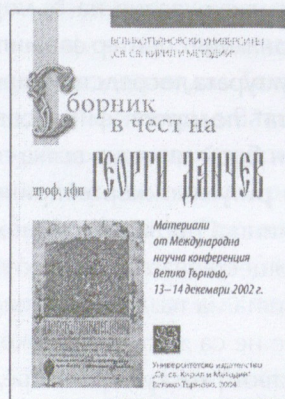 ВЕЛИКОТЪРНОВСКИ УНИВЕРСИТЕТ
„СВ. СВ. КИРИЛ И МЕТОДИЙ“
Сборник
в чест на
проф. дфн
ГЕОРГИ ДАНЧЕВ
Материали
от Международна
научна конференция
Велико Търново,
13–14 декември 2002 г.
Университетско издателство
„Св. св. Кирил и Методий“
Велико Търново, 2004